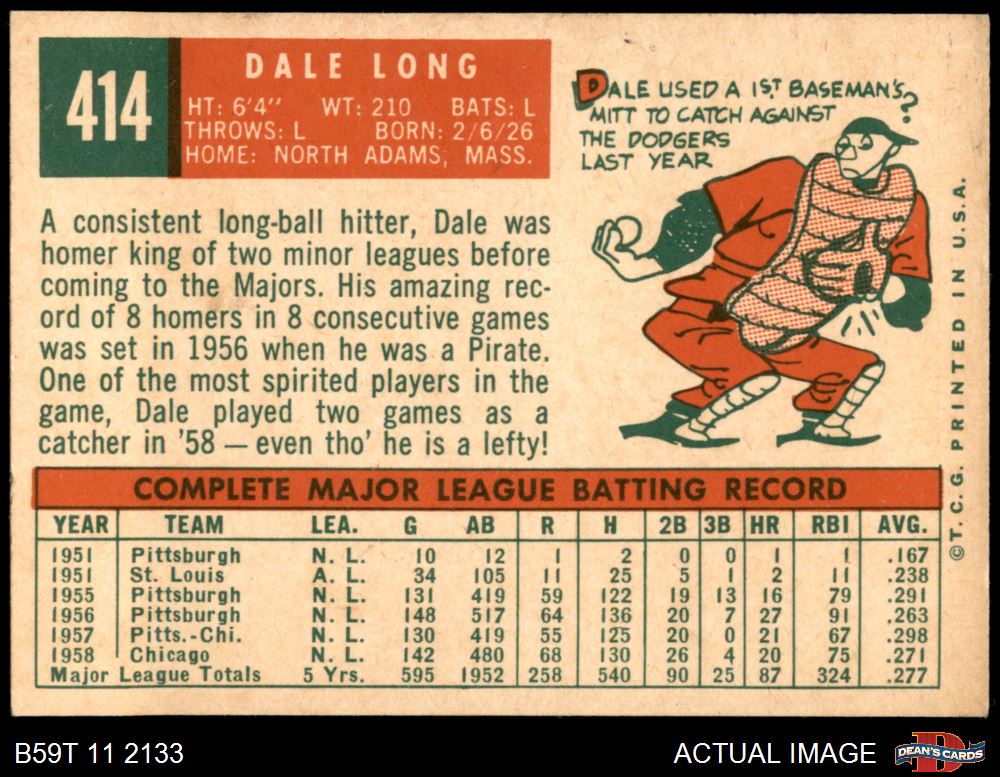 414
DALE LONG
HT: 6'4" WT: 210 BATS: L
THROWS: L BORN: 2/6/26
HOME: NORTH ADAMS, MASS.
DALE USED A 1ST BASEMAN'S
MITT TO CATCH AGAINST
THE DODGERS
LAST YEAR
?
A consistent long-ball hitter, Dale was
homer king of two minor leagues before
coming to the Majors. His amazing rec-
ord of 8 homers in 8 consecutive games
was set in 1956 when he was a Pirate.
One of the most spirited players in the
game, Dale played two games as a
catcher in '58 — even tho' he is a lefty!
©T. C. G. PRINTED IN U.S.A.
COMPLETE MAJOR LEAGUE BATTING RECORD
YEAR TEAM LEA. G AB R H 2B 3B HR RBI AVG.
1951 Pittsburgh N. L. 10 12 1 2 0 0 1 1 .167
1951 St. Louis A. L. 34 105 11 25 5 1 2 11 .238
1955 Pittsburgh N. L. 131 419 59 122 19 13 16 79 .291
1956 Pittsburgh N. L. 148 517 64 136 20 7 27 91 .263
1957 Pitts.-Chi. N. L. 130 419 55 125 20 0 21 67 .298
1958 Chicago N. L. 142 480 68 130 26 4 20 75 .271
Major League Totals 5 Yrs. 595 1952 258 540 90 25 87 324 .277
B59T 11 2133
ACTUAL IMAGE
DEAN'S CARDS